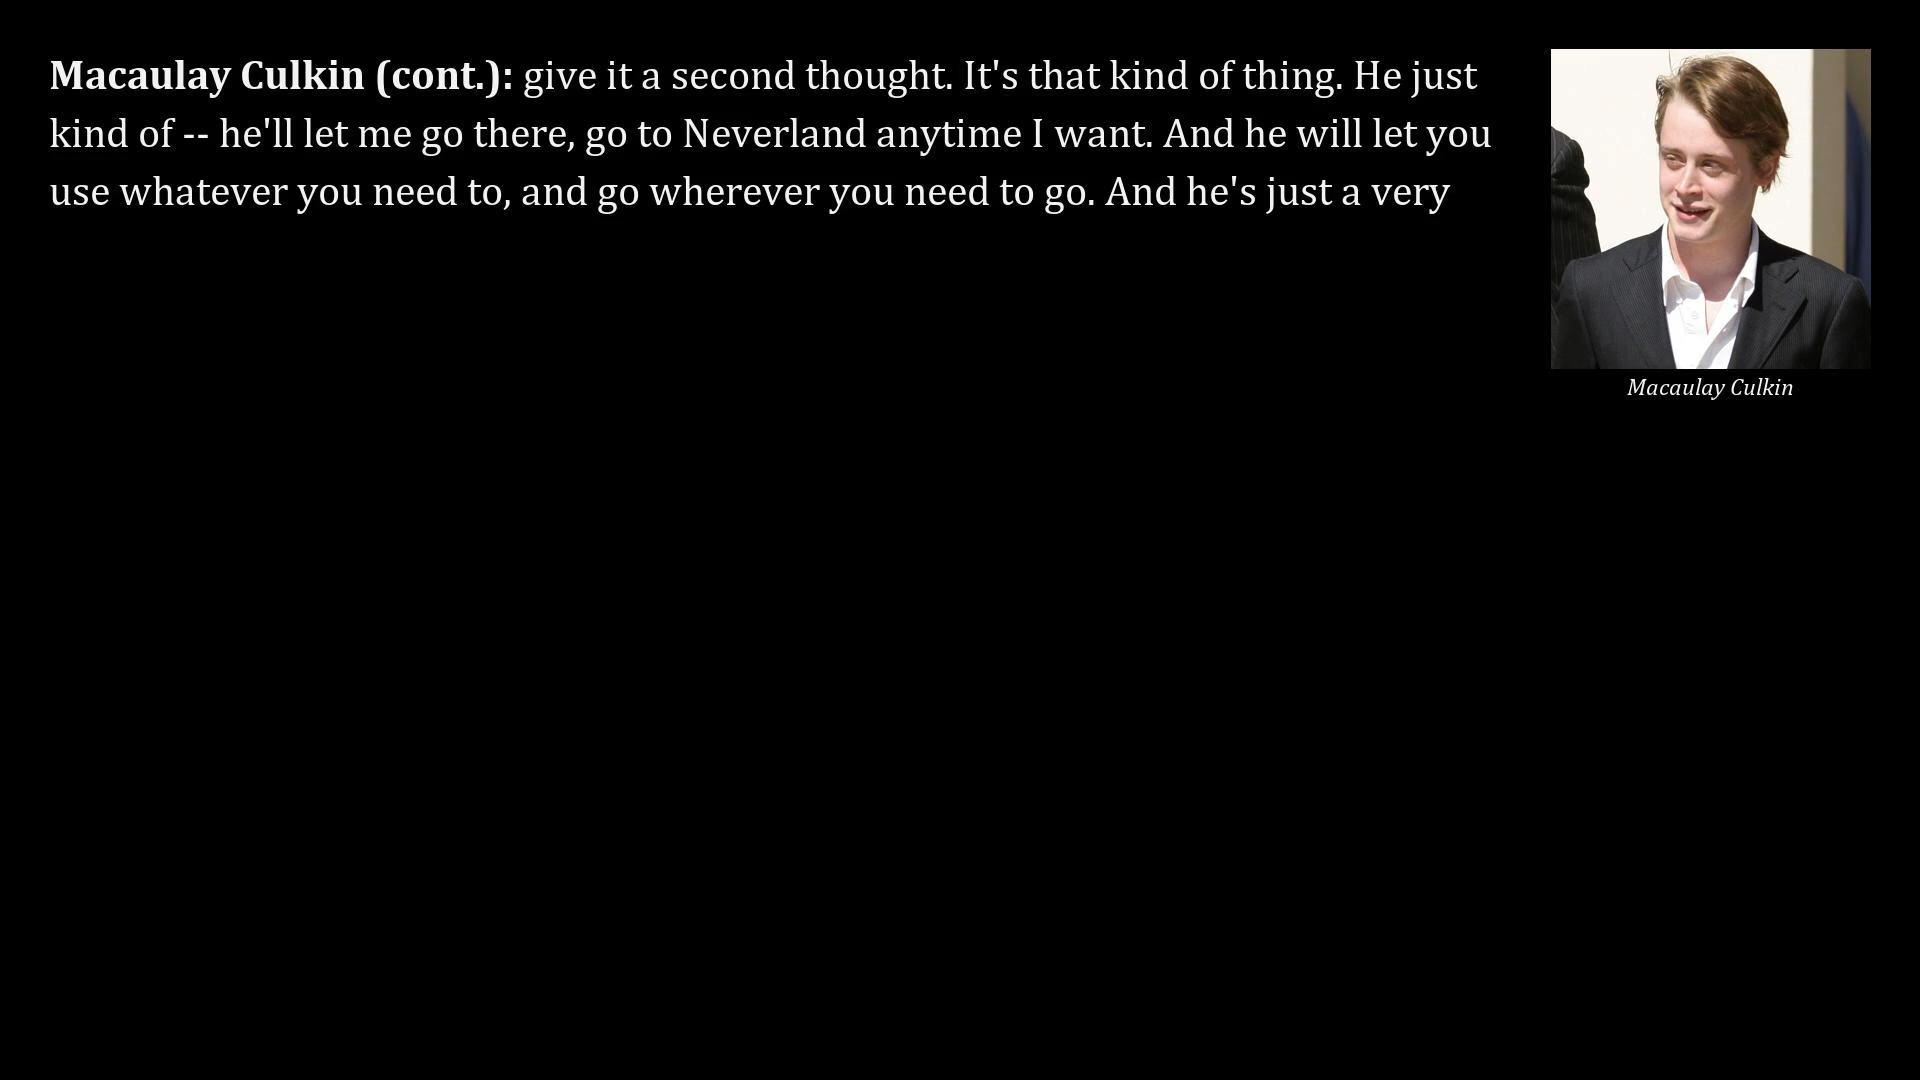 Macaulay Culkin (cont.): give it a second thought. It's that kind of thing. He just
kind of -- he'll let me go there, go to Neverland anytime I want. And he will let you
use whatever you need to, and go wherever you need to go. And he's just a very
Macaulay Culkin